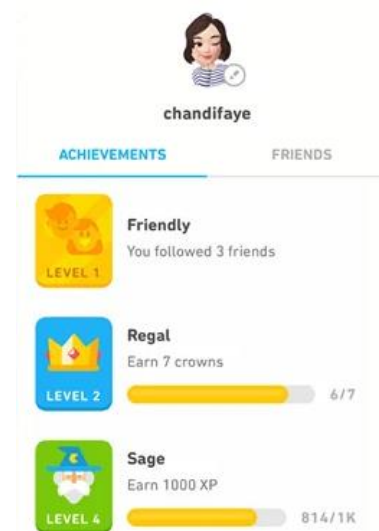 chandifaye
ACHIEVEMENTS FRIENDS
Friendly
You followed 3 friends
LEVEL 1
Regal
Earn 7 crowns
LEVEL 2 6/7
Sage
Earn 1000 XP
LEVEL 4 814/1K